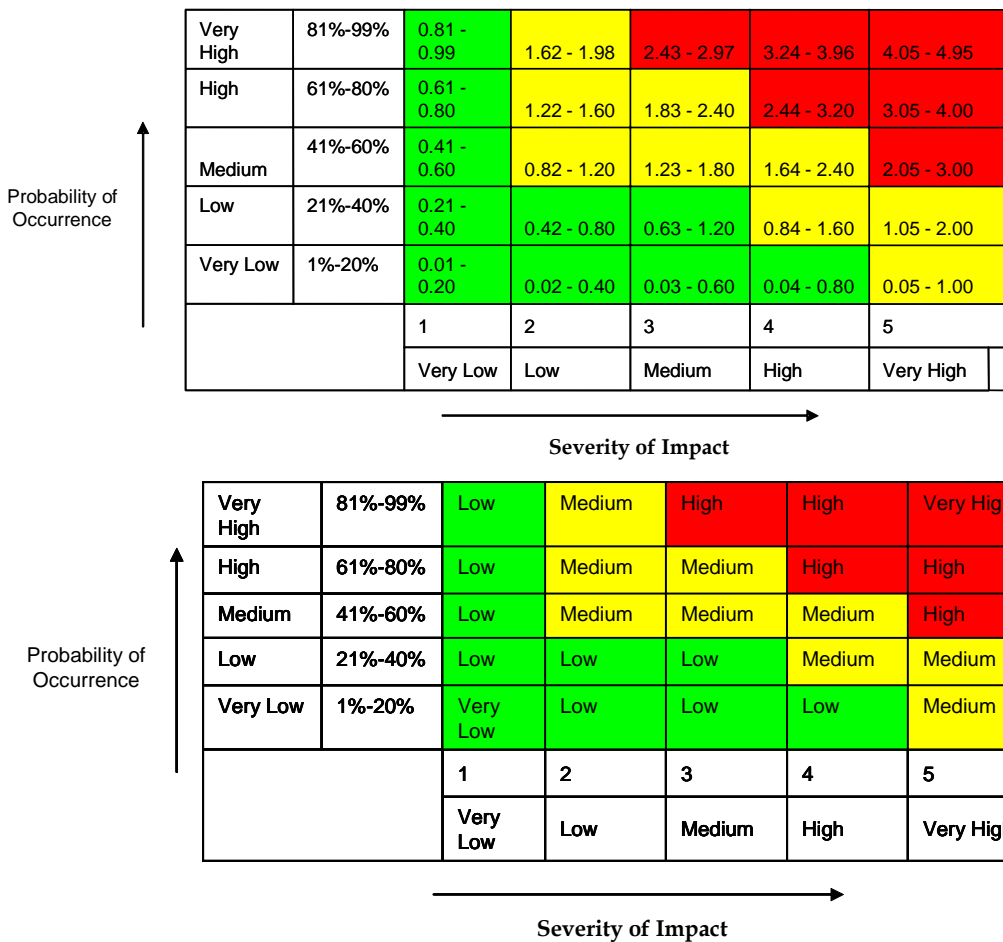 Very High 81%-99% 0.81 - 0.99 1.62 - 1.98 2.43 - 2.97 3.24 - 3.96 4.05 - 4.95
High 61%-80% 0.61 - 0.80 1.22 - 1.60 1.83 - 2.40 2.44 - 3.20 3.05 - 4.00
Medium 41%-60% 0.41 - 0.60 0.82 - 1.20 1.23 - 1.80 1.64 - 2.40 2.05 - 3.00
Probability of Occurrence
Low 21%-40% 0.21 - 0.40 0.42 - 0.80 0.63 - 1.20 0.84 - 1.60 1.05 - 2.00
Very Low 1%-20% 0.01 - 0.20 0.02 - 0.40 0.03 - 0.60 0.04 - 0.80 0.05 - 1.00
1 2 3 4 5
Very Low Low Medium High Very High
Severity of Impact
Very High 81%-99% Low Medium High High Very Hig
High 61%-80% Low Medium Medium High High
Medium 41%-60% Low Medium Medium Medium High
Probability of Occurrence
Low 21%-40% Low Low Low Medium Medium
Very Low 1%-20% Very Low Low Low Low Medium
1 2 3 4 5
Very Low Low Medium High Very Hig
Severity of Impact